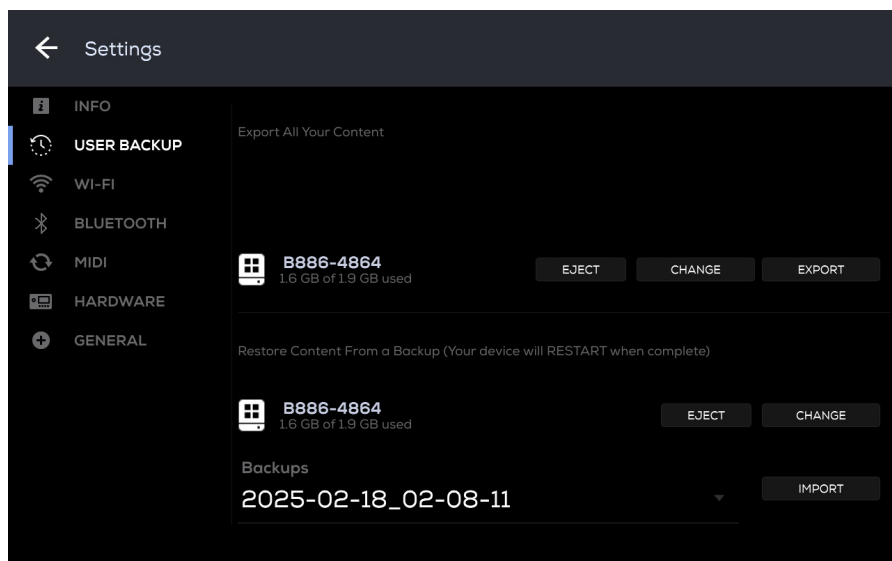 Settings
INFO
USER BACKUP
WI-FI
BLUETOOTH
MIDI
HARDWARE
GENERAL
Export All Your Content
B886-4864
1.6 GB of 1.9 GB used
EJECT
CHANGE
EXPORT
Restore Content From a Backup (Your device will RESTART when complete)
B886-4864
1.6 GB of 1.9 GB used
EJECT
CHANGE
Backups
2025-02-18_02-08-11
IMPORT